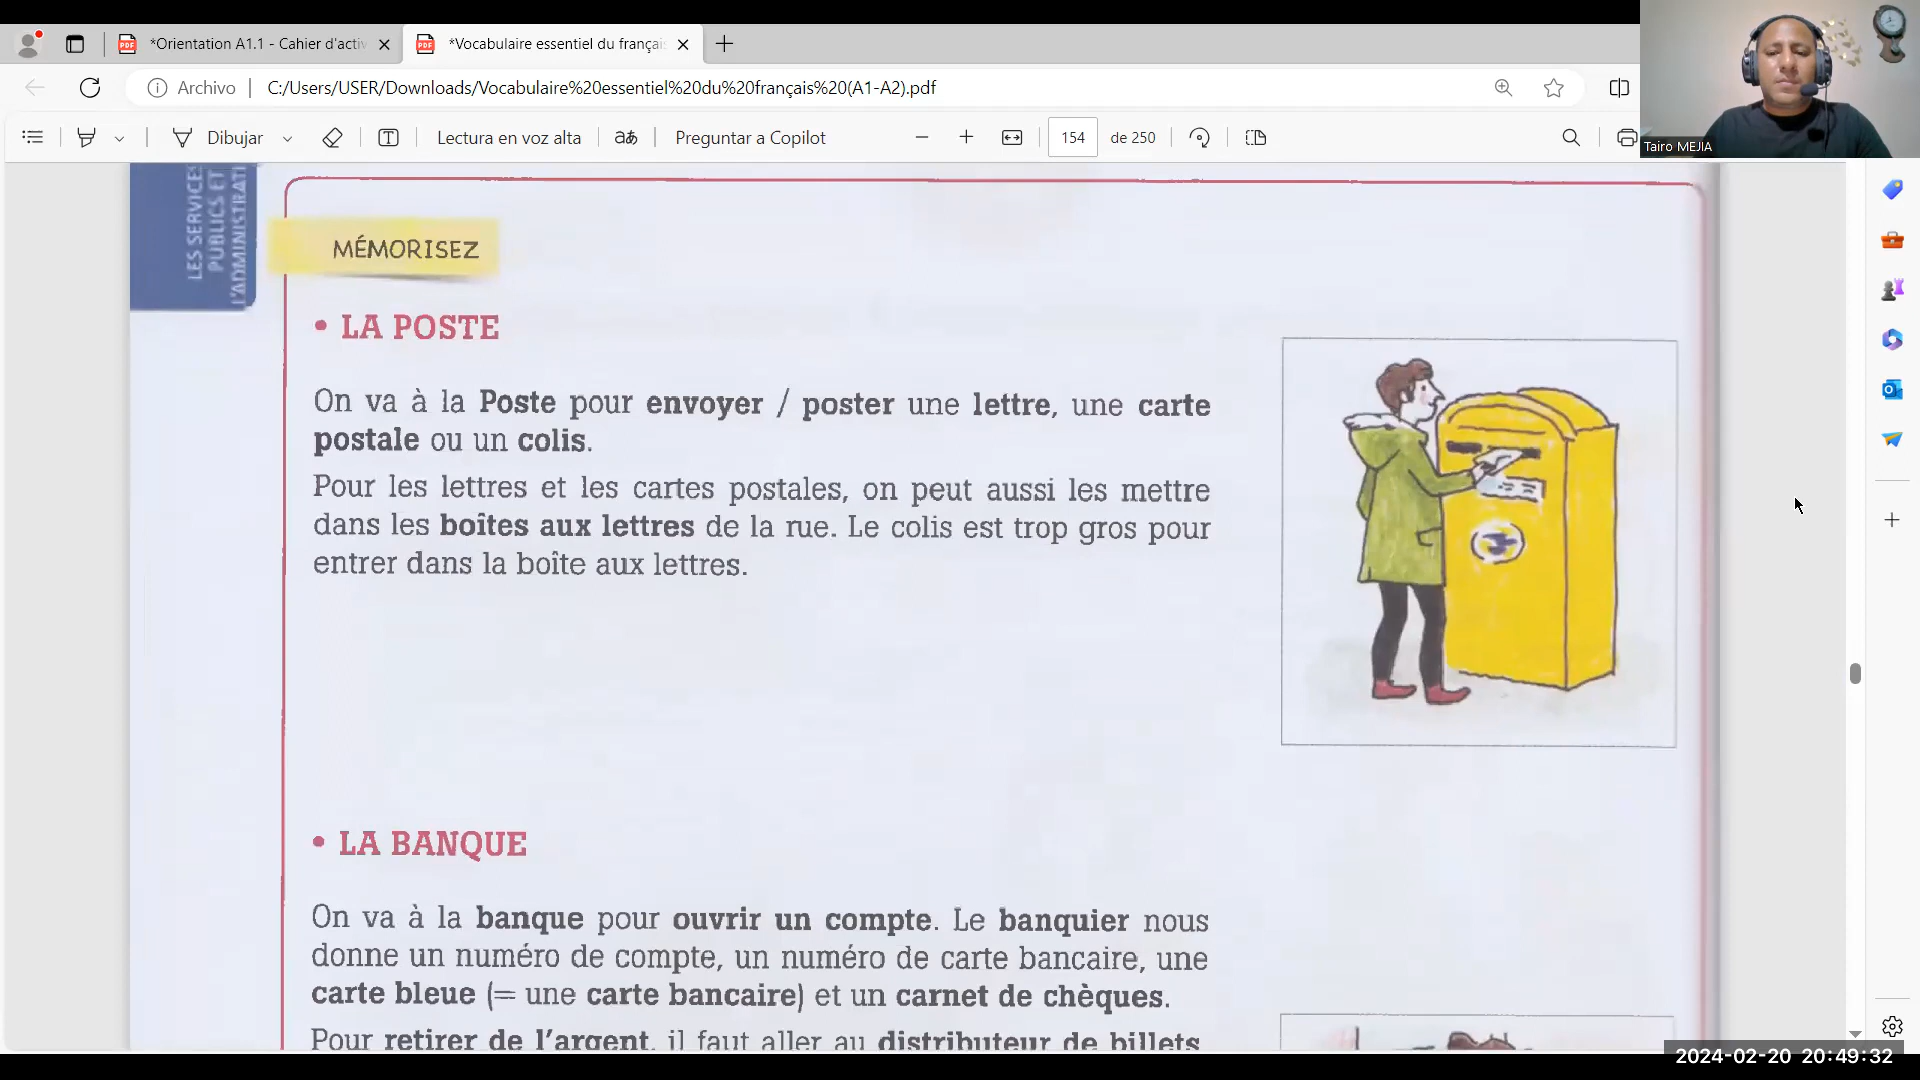 *Orientation A1.1 - Cahier d'activ
*Vocabulaire essentiel du françai
Archivo
C:/Users/USER/Downloads/Vocabulaire%20essentiel%20du%20français%20(A1-A2).pdf
Dibujar
Lectura en voz alta
Preguntar a Copilot
154
de 250
Tairo MEJIA
LES SERVICES
PUBLICS ET
L'ADMINISTRATI
MÉMORISEZ
• LA POSTE
On va à la Poste pour envoyer / poster une lettre, une carte
postale ou un colis.
Pour les lettres et les cartes postales, on peut aussi les mettre
dans les boîtes aux lettres de la rue. Le colis est trop gros pour
entrer dans la boîte aux lettres.
• LA BANQUE
On va à la banque pour ouvrir un compte. Le banquier nous
donne un numéro de compte, un numéro de carte bancaire, une
carte bleue (= une carte bancaire) et un carnet de chèques.
Pour retirer de l'argent, il faut aller au distributeur de billets
2024-02-20 20:49:32